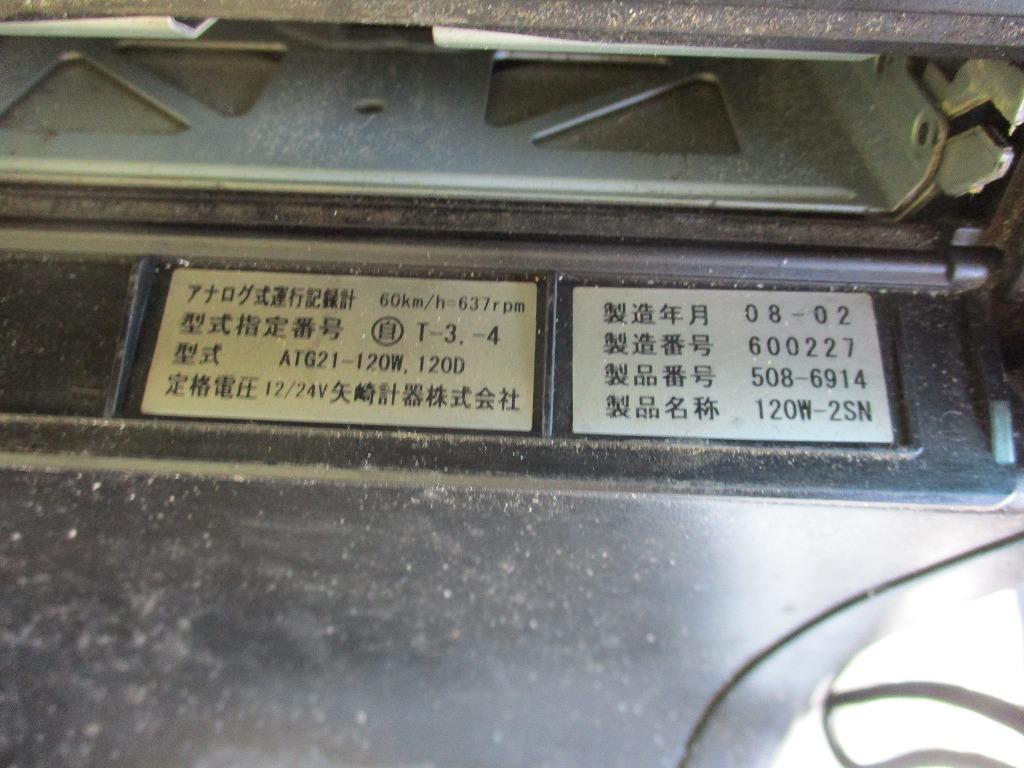 アナログ式運行記録計 60km/h=637rpm
型式指定番号 ㊀自 T-3.-4
型式 ATG21-120W, 120D
定格電圧 12/24V 矢崎計器株式会社
製造年月 08-02
製造番号 600227
製品番号 508-6914
製品名称 120W-2SN